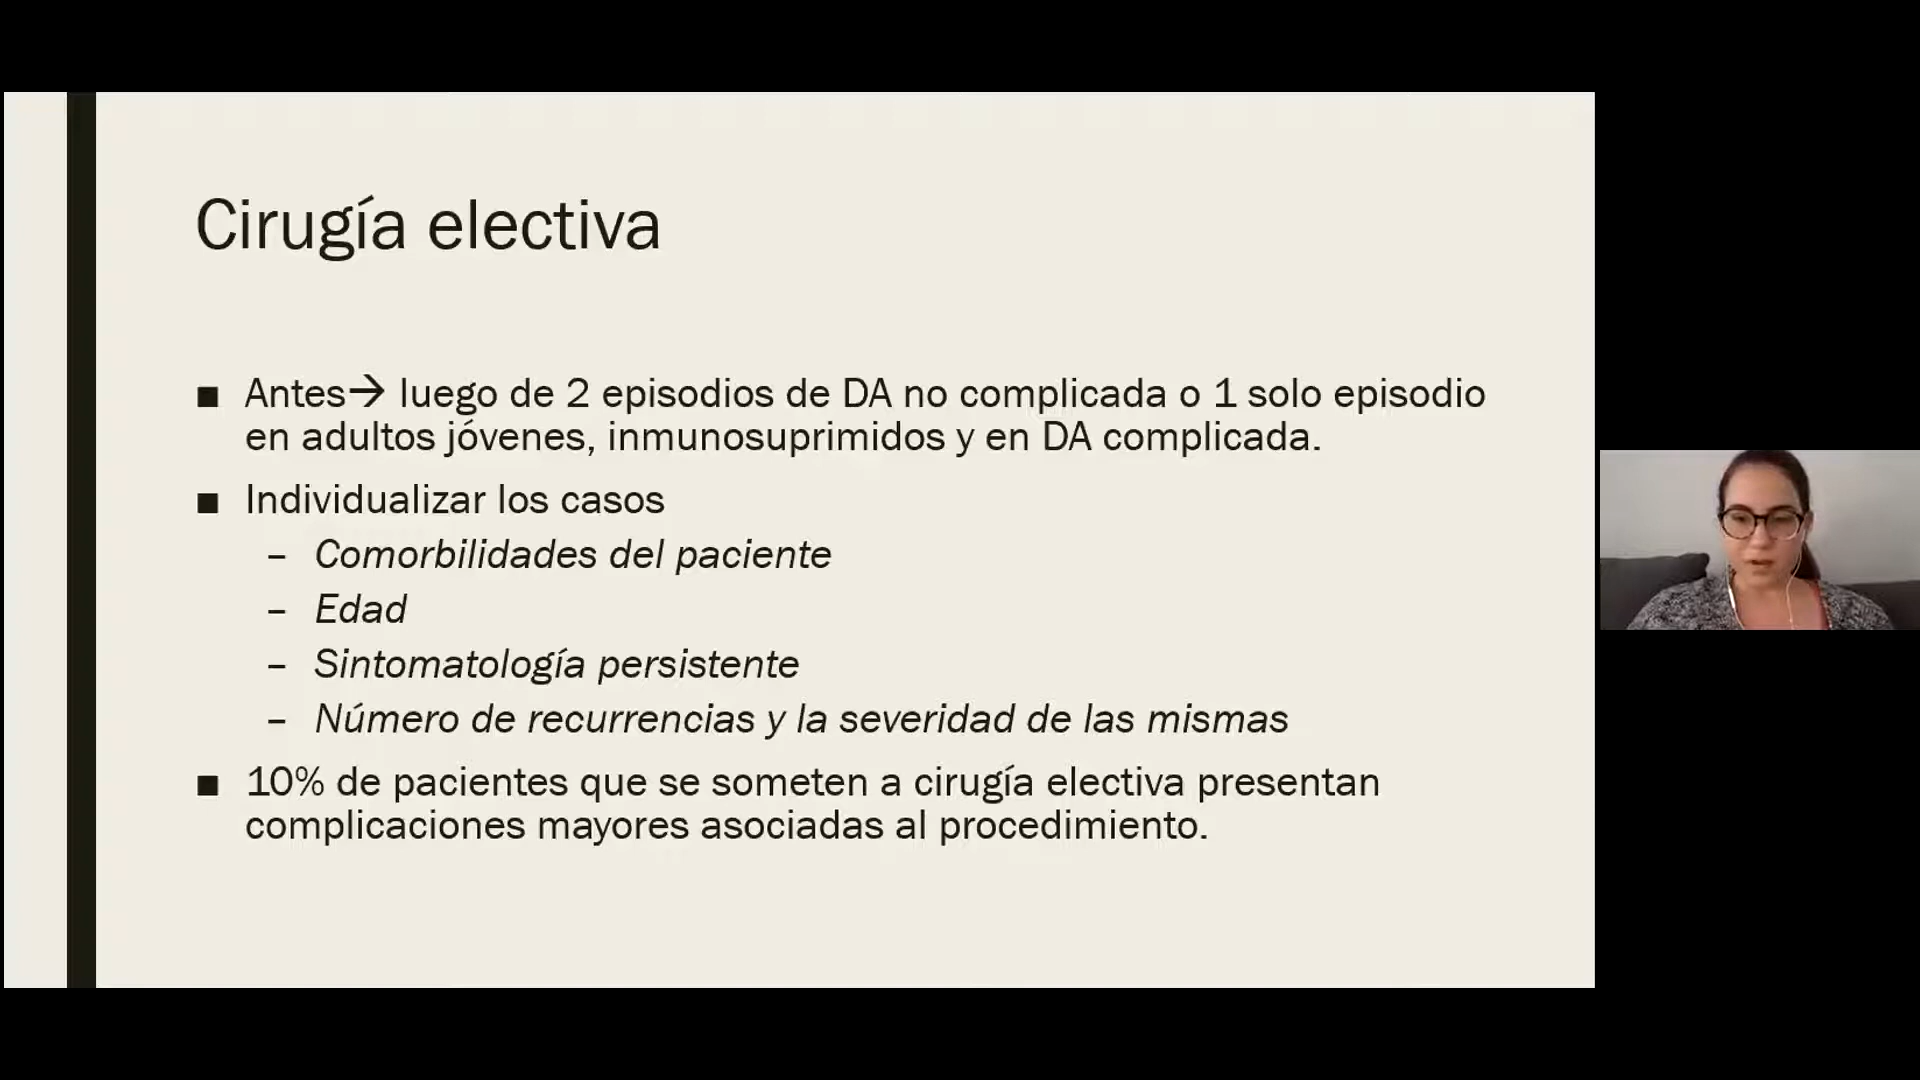 Cirugía electiva
■ Antes→ luego de 2 episodios de DA no complicada o 1 solo episodio
en adultos jóvenes, inmunosuprimidos y en DA complicada.
■ Individualizar los casos
– Comorbilidades del paciente
– Edad
– Sintomatología persistente
– Número de recurrencias y la severidad de las mismas
■ 10% de pacientes que se someten a cirugía electiva presentan
complicaciones mayores asociadas al procedimiento.